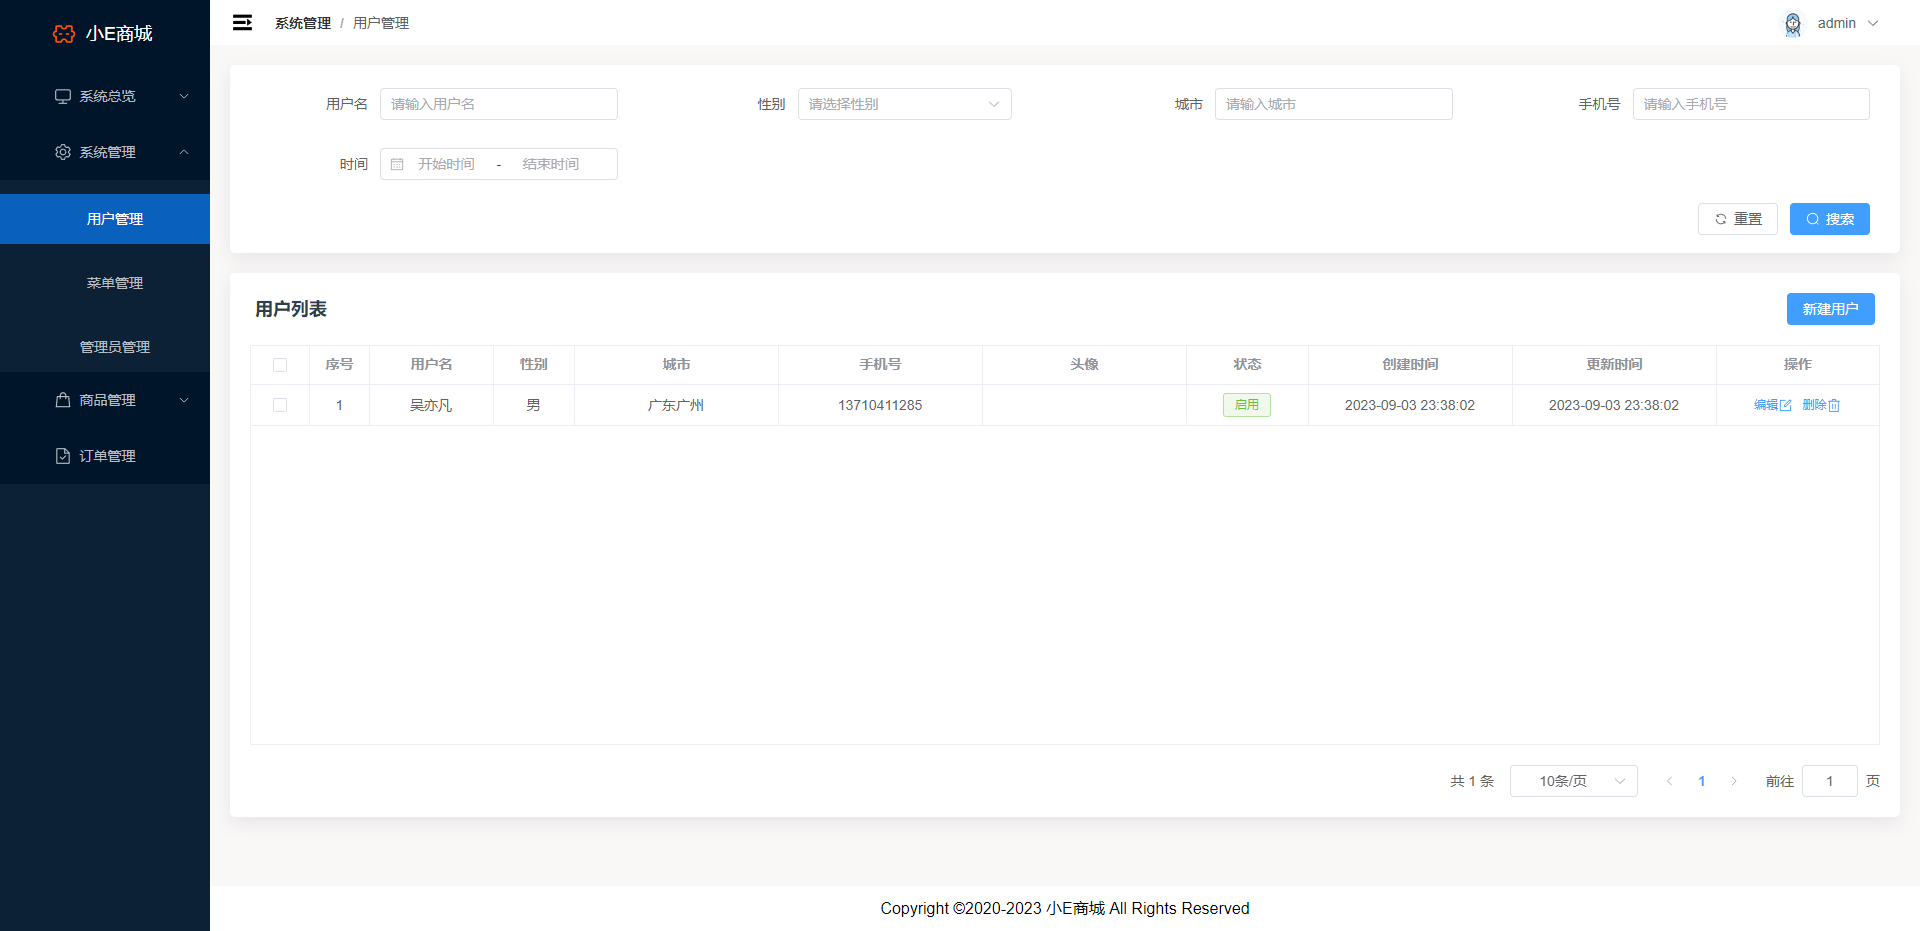 小E商城
系统总览
系统管理
用户管理
菜单管理
管理员管理
商品管理
订单管理
系统管理 / 用户管理
admin
用户名 请输入用户名 性别 请选择性别 城市 请输入城市 手机号 请输入手机号
时间 开始时间 - 结束时间
重置 搜索
用户列表 新建用户
序号 用户名 性别 城市 手机号 头像 状态 创建时间 更新时间 操作
1 吴亦凡 男 广东广州 13710411285 启用 2023-09-03 23:38:02 2023-09-03 23:38:02 编辑 删除
共 1 条 10条/页 1 前往 1 页
Copyright ©2020-2023 小E商城 All Rights Reserved